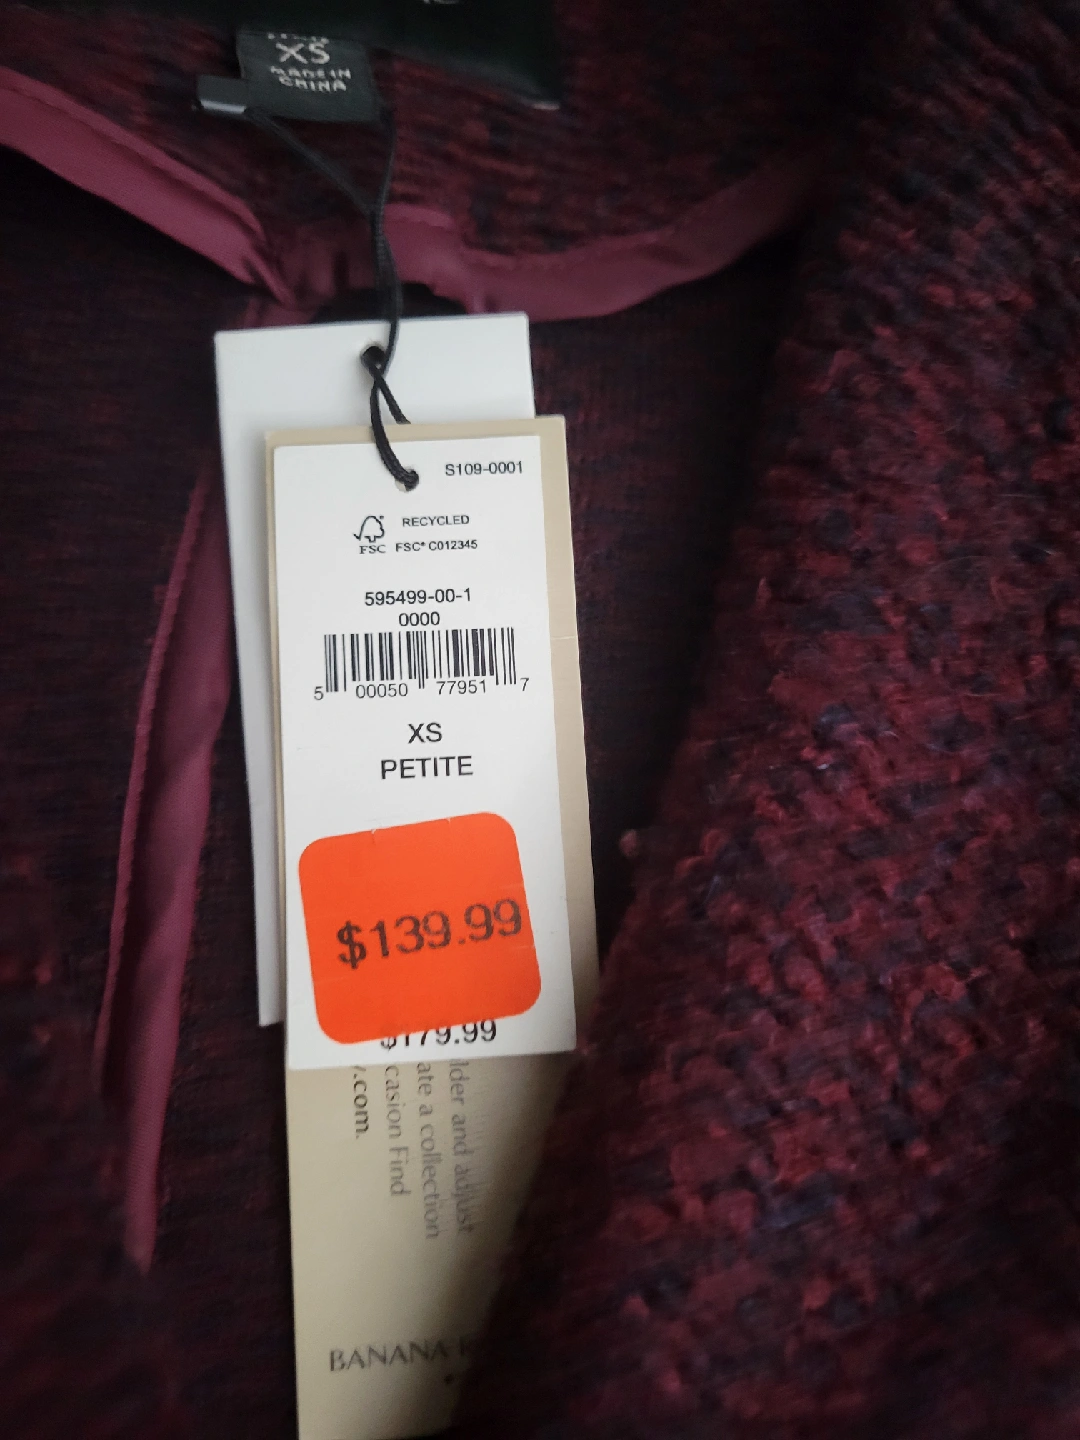 XS
MADE IN
CHINA
S109-0001
RECYCLED
FSC FSC® C012345
595499-00-1
0000
5 00050 77951 7
XS
PETITE
$139.99
$179.99
lder and adjust
ate a collection
casion Find
.com.
BANANA